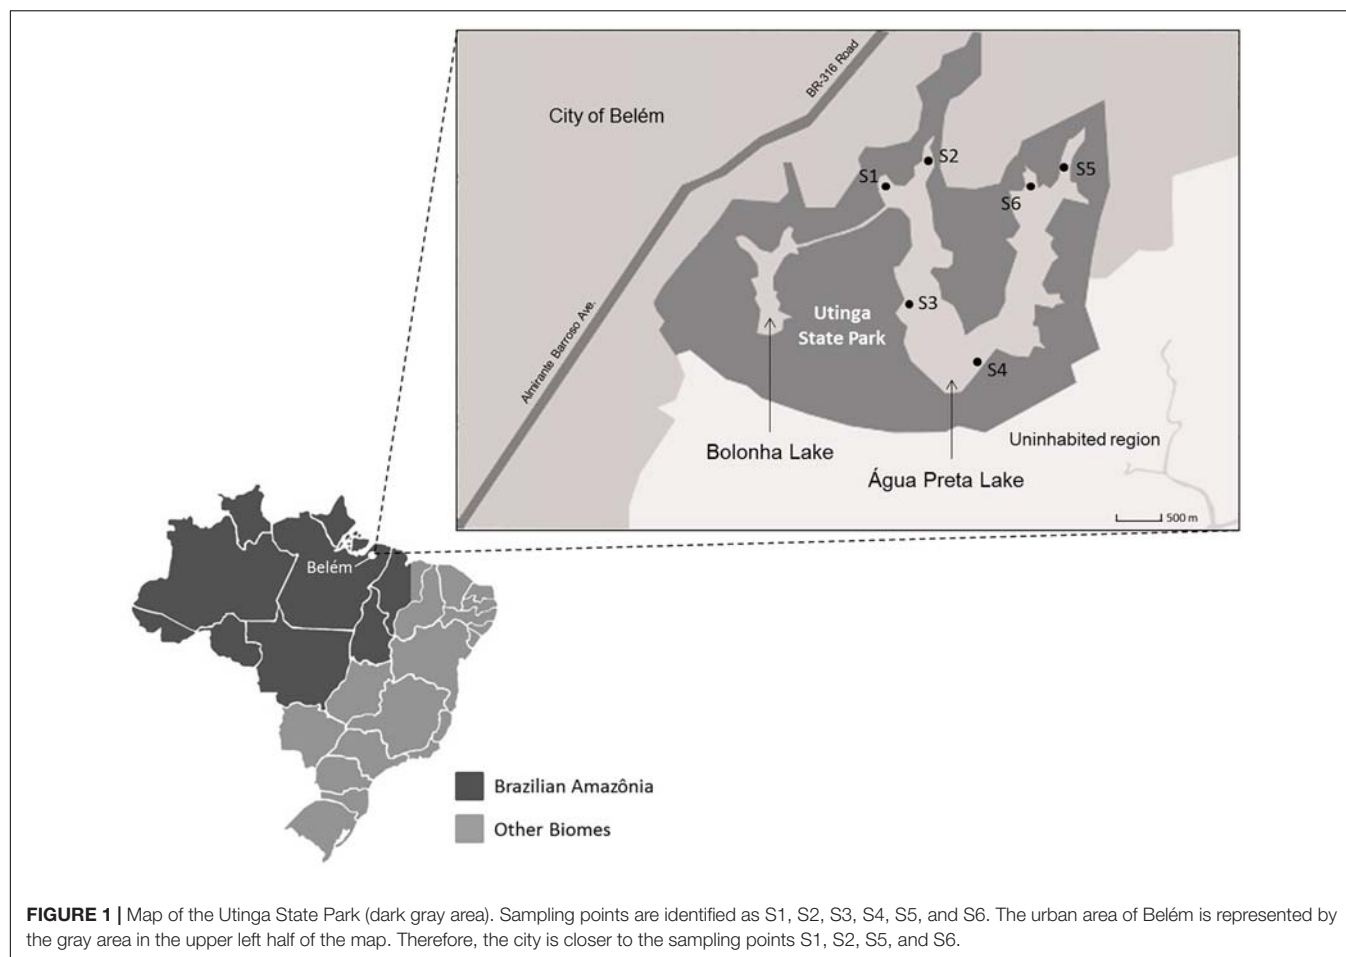 BR-316 Road
City of Belém
S2
S1
S5
S6
S3
Utinga
State Park
Almirante Barroso Ave.
S4
Uninhabited region
Bolonha Lake
Água Preta Lake
500 m
Belém
Brazilian Amazônia
Other Biomes
FIGURE 1 | Map of the Utinga State Park (dark gray area). Sampling points are identified as S1, S2, S3, S4, S5, and S6. The urban area of Belém is represented by
the gray area in the upper left half of the map. Therefore, the city is closer to the sampling points S1, S2, S5, and S6.